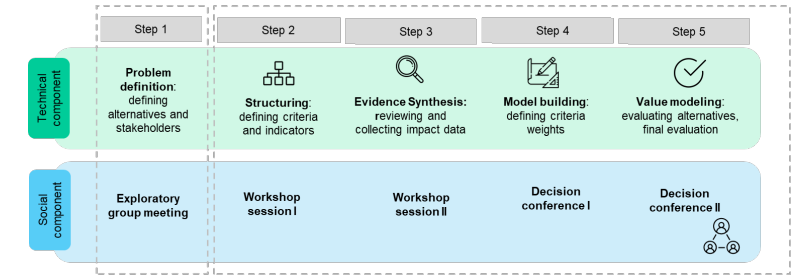 Step 1
Step 2
Step 3
Step 4
Step 5
Technical
component
Problem
definition:
defining
alternatives and
stakeholders
Structuring:
defining criteria
and indicators
Evidence Synthesis:
reviewing and
collecting impact data
Model building:
defining criteria
weights
Value modeling:
evaluating alternatives,
final evaluation
Social
component
Exploratory
group meeting
Workshop
session I
Workshop
session II
Decision
conference I
Decision
conference II